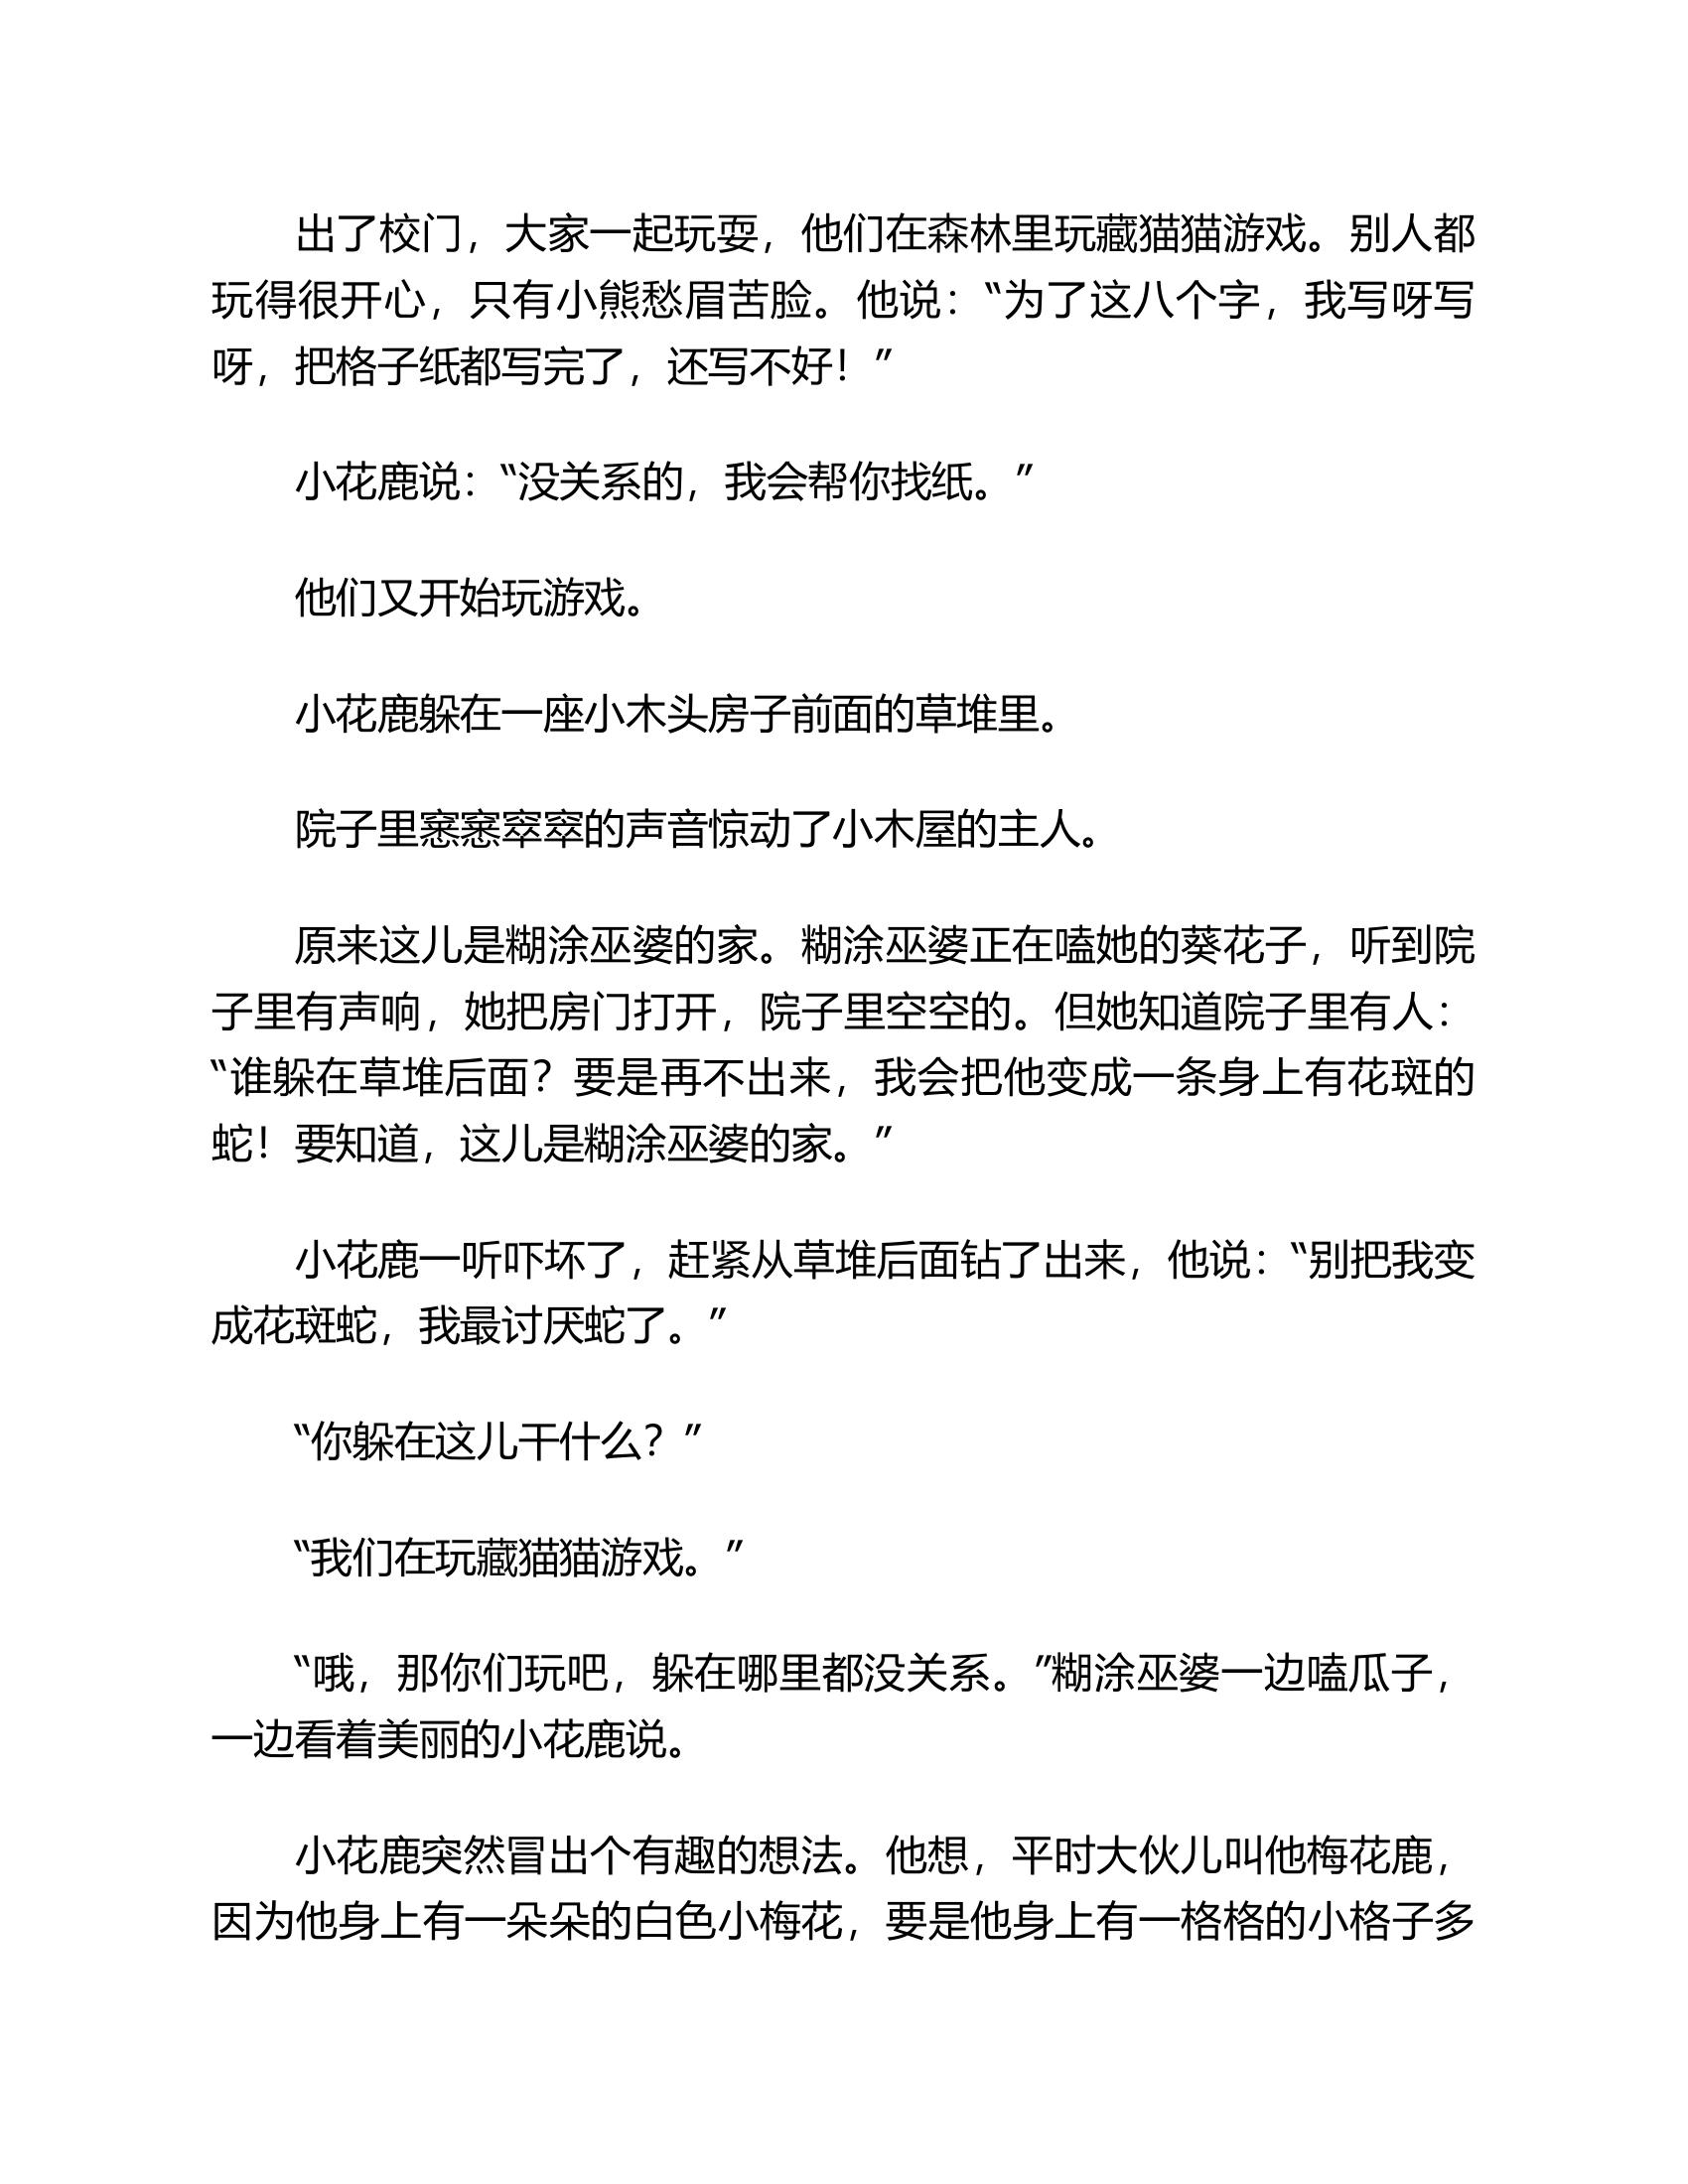 出了校门，大家一起玩耍，他们在森林里玩藏猫猫游戏。别人都
玩得很开心，只有小熊愁眉苦脸。他说：“为了这八个字，我写呀写
呀，把格子纸都写完了，还写不好！”
小花鹿说：“没关系的，我会帮你找纸。”
他们又开始玩游戏。
小花鹿躲在一座小木头房子前面的草堆里。
院子里窸窸窣窣的声音惊动了小木屋的主人。
原来这儿是糊涂巫婆的家。糊涂巫婆正在嗑她的葵花子，听到院
子里有声响，她把房门打开，院子里空空的。但她知道院子里有人：
“谁躲在草堆后面？要是再不出来，我会把他变成一条身上有花斑的
蛇！要知道，这儿是糊涂巫婆的家。”
小花鹿一听吓坏了，赶紧从草堆后面钻了出来，他说：“别把我变
成花斑蛇，我最讨厌蛇了。”
“你躲在这儿干什么？”
“我们在玩藏猫猫游戏。”
“哦，那你们玩吧，躲在哪里都没关系。”糊涂巫婆一边嗑瓜子，
一边看着美丽的小花鹿说。
小花鹿突然冒出个有趣的想法。他想，平时大伙儿叫他梅花鹿，
因为他身上有一朵朵的白色小梅花，要是他身上有一格格的小格子多